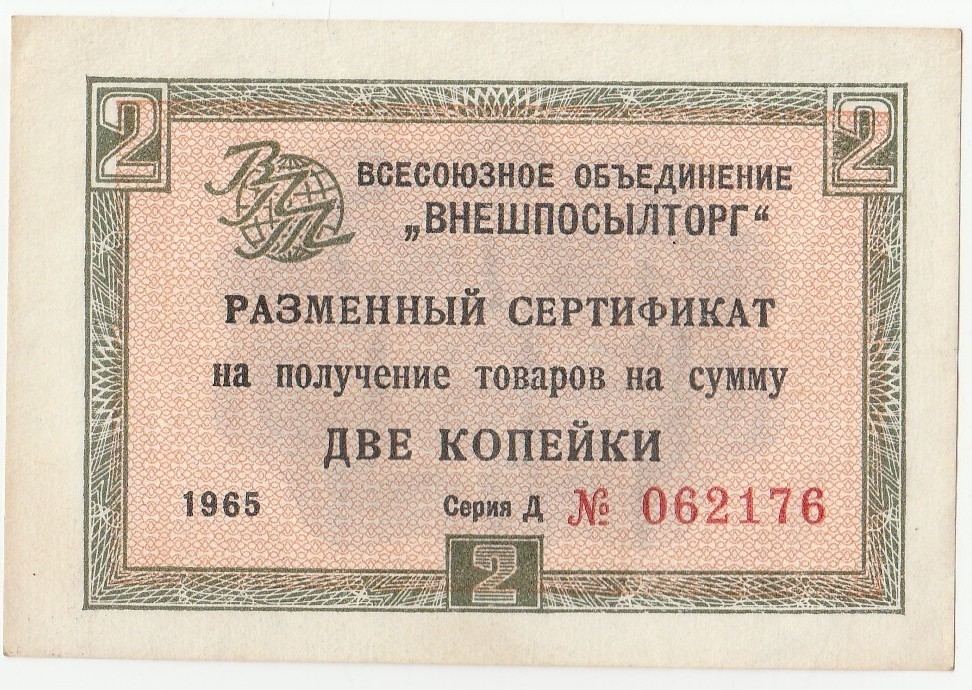 2 2
ВПТ
ВСЕСОЮЗНОЕ ОБЪЕДИНЕНИЕ
„ВНЕШПОСЫЛТОРГ“
РАЗМЕННЫЙ СЕРТИФИКАТ
на получение товаров на сумму
ДВЕ КОПЕЙКИ
1965 Серия Д № 062176
2